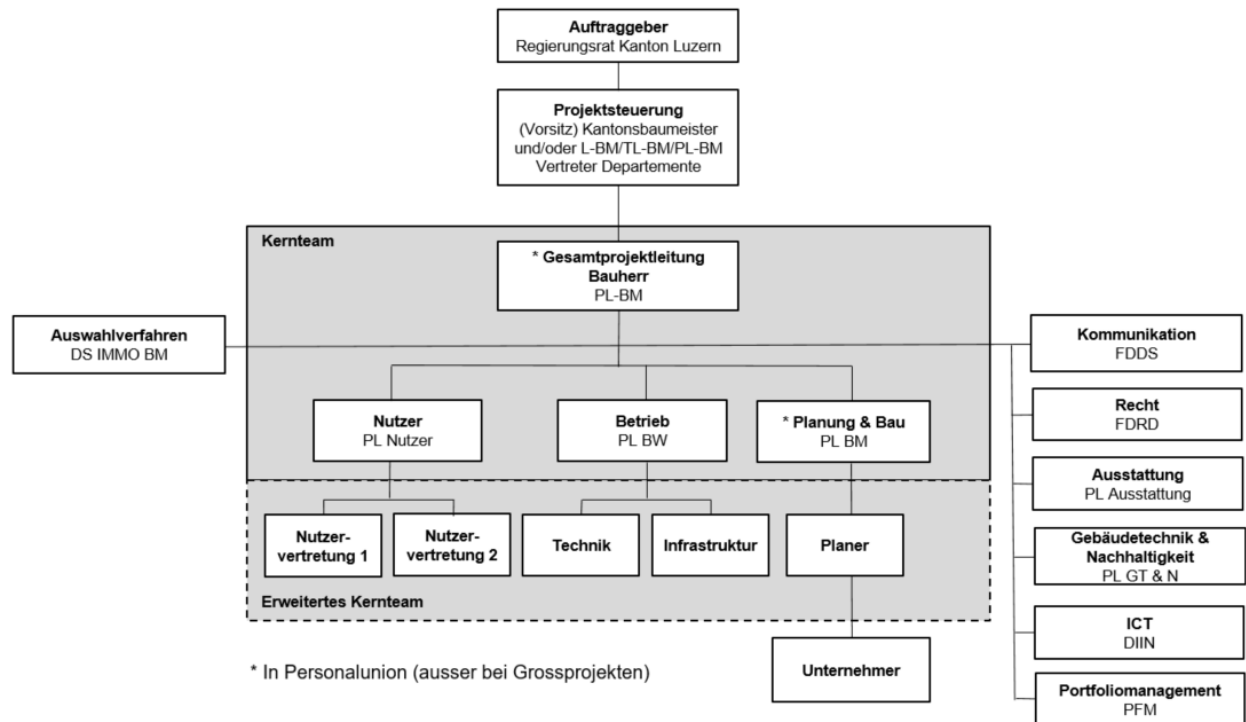 Auftraggeber
Regierungsrat Kanton Luzern
Projektsteuerung
(Vorsitz) Kantonsbaumeister
und/oder L-BM/TL-BM/PL-BM
Vertreter Departemente
Kernteam
* Gesamtprojektleitung
Bauherr
PL-BM
Auswahlverfahren
DS IMMO BM
Kommunikation
FDDS
Nutzer
PL Nutzer
Betrieb
PL BW
* Planung & Bau
PL BM
Recht
FDRD
Ausstattung
PL Ausstattung
Nutzer-
vertretung 1
Nutzer-
vertretung 2
Technik
Infrastruktur
Planer
Gebäudetechnik &
Nachhaltigkeit
PL GT & N
Erweitertes Kernteam
ICT
DIIN
* In Personalunion (ausser bei Grossprojekten)
Unternehmer
Portfoliomanagement
PFM